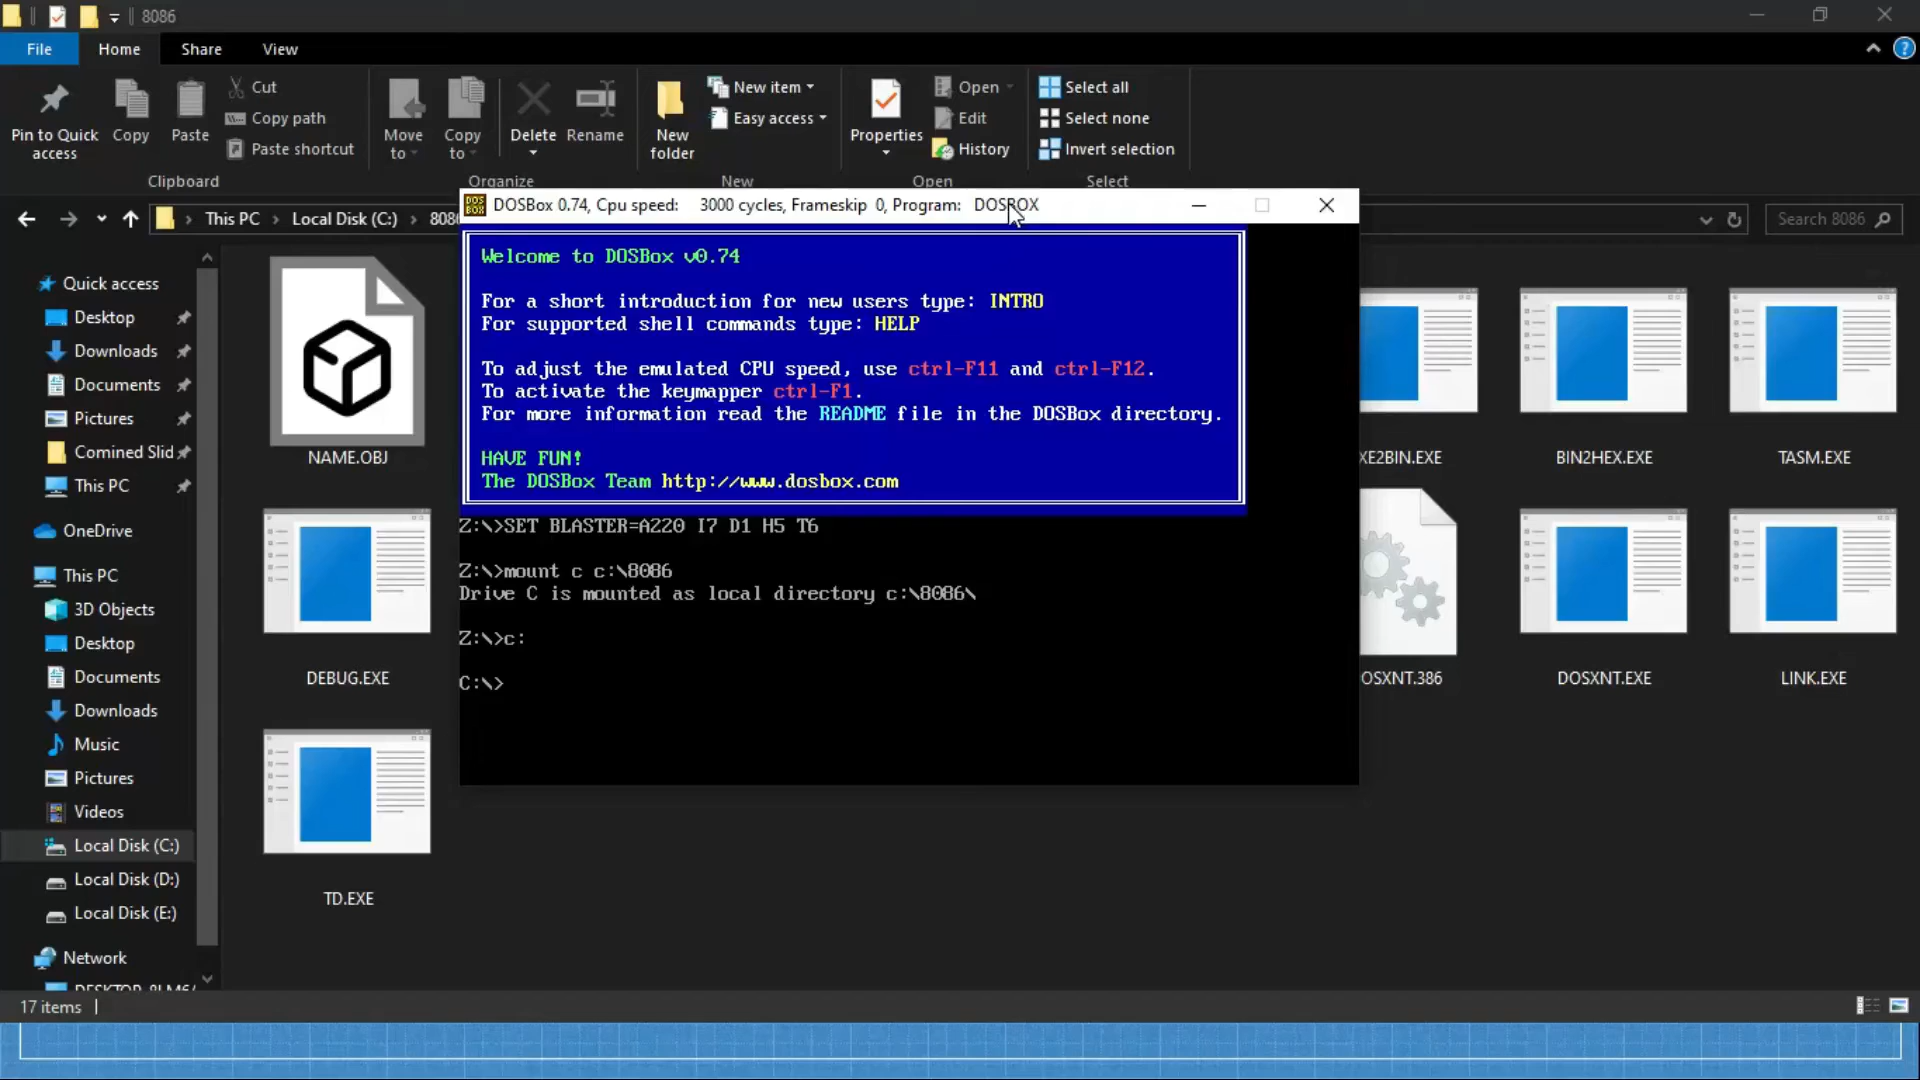 8086
File Home Share View
Pin to Quick access
Copy
Paste
Cut
Copy path
Paste shortcut
Clipboard
Move to
Copy to
Delete
Rename
Organize
New folder
New item
Easy access
New
Properties
Open
Edit
History
Open
Select all
Select none
Invert selection
Select
This PC > Local Disk (C:) > 808
Search 8086
Quick access
Desktop
Downloads
Documents
Pictures
Comined Slid
This PC
OneDrive
This PC
3D Objects
Desktop
Documents
Downloads
Music
Pictures
Videos
Local Disk (C:)
Local Disk (D:)
Local Disk (E:)
Network
NAME.OBJ
DEBUG.EXE
TD.EXE
DOSBox 0.74, Cpu speed: 3000 cycles, Frameskip 0, Program: DOSBOX
Welcome to DOSBox v0.74
For a short introduction for new users type: INTRO
For supported shell commands type: HELP
To adjust the emulated CPU speed, use ctrl-F11 and ctrl-F12.
To activate the keymapper ctrl-F1.
For more information read the README file in the DOSBox directory.
HAVE FUN!
The DOSBox Team http://www.dosbox.com
Z:\>SET BLASTER=A220 I7 D1 H5 T6
Z:\>mount c c:\8086
Drive C is mounted as local directory c:\8086\
Z:\>c:
C:\>
XE2BIN.EXE
BIN2HEX.EXE
TASM.EXE
OSXNT.386
DOSXNT.EXE
LINK.EXE
17 items